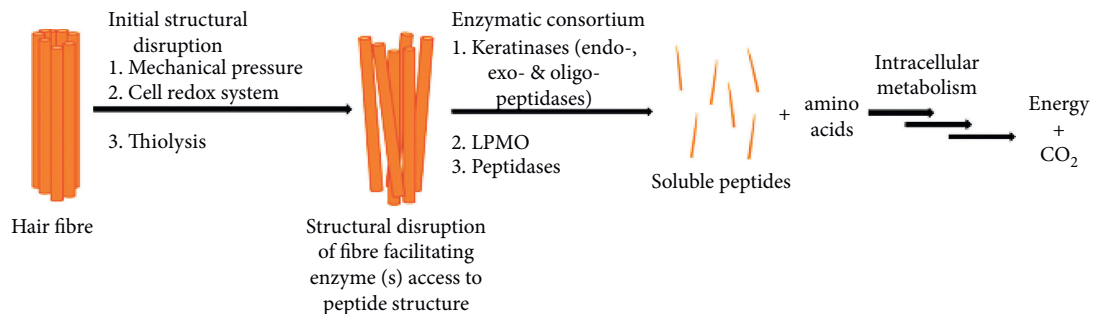 Initial structural
disruption
1. Mechanical pressure
2. Cell redox system
3. Thiolysis
Hair fibre
Structural disruption
of fibre facilitating
enzyme (s) access to
peptide structure
Enzymatic consortium
1. Keratinases (endo-,
exo- & oligo-
peptidases)
2. LPMO
3. Peptidases
Soluble peptides
+
amino
acids
Intracellular
metabolism
Energy
+
CO₂